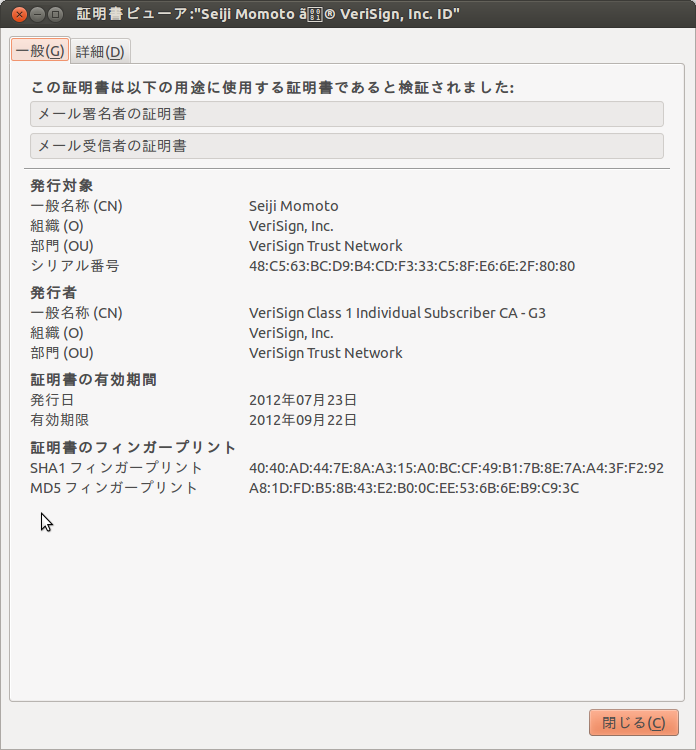 証明書ビューア:"Seiji Momoto ã® VeriSign, Inc. ID"
一般(G)
詳細(D)
この証明書は以下の用途に使用する証明書であると検証されました:
メール署名者の証明書
メール受信者の証明書
発行対象
一般名称 (CN) Seiji Momoto
組織 (O) VeriSign, Inc.
部門 (OU) VeriSign Trust Network
シリアル番号 48:C5:63:BC:D9:B4:CD:F3:33:C5:8F:E6:6E:2F:80:80
発行者
一般名称 (CN) VeriSign Class 1 Individual Subscriber CA - G3
組織 (O) VeriSign, Inc.
部門 (OU) VeriSign Trust Network
証明書の有効期間
発行日 2012年07月23日
有効期限 2012年09月22日
証明書のフィンガープリント
SHA1 フィンガープリント 40:40:AD:44:7E:8A:A3:15:A0:BC:CF:49:B1:7B:8E:7A:A4:3F:F2:92
MD5 フィンガープリント A8:1D:FD:B5:8B:43:E2:B0:0C:EE:53:6B:6E:B9:C9:3C
閉じる(C)